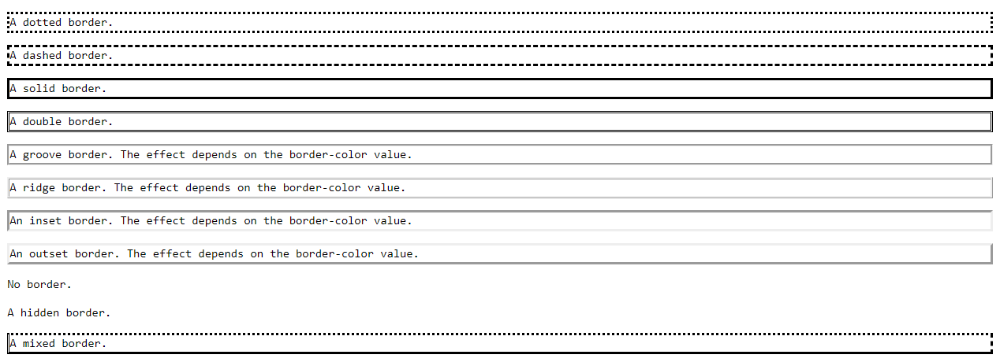 A dotted border.
A dashed border.
A solid border.
A double border.
A groove border. The effect depends on the border-color value.
A ridge border. The effect depends on the border-color value.
An inset border. The effect depends on the border-color value.
An outset border. The effect depends on the border-color value.
No border.
A hidden border.
A mixed border.